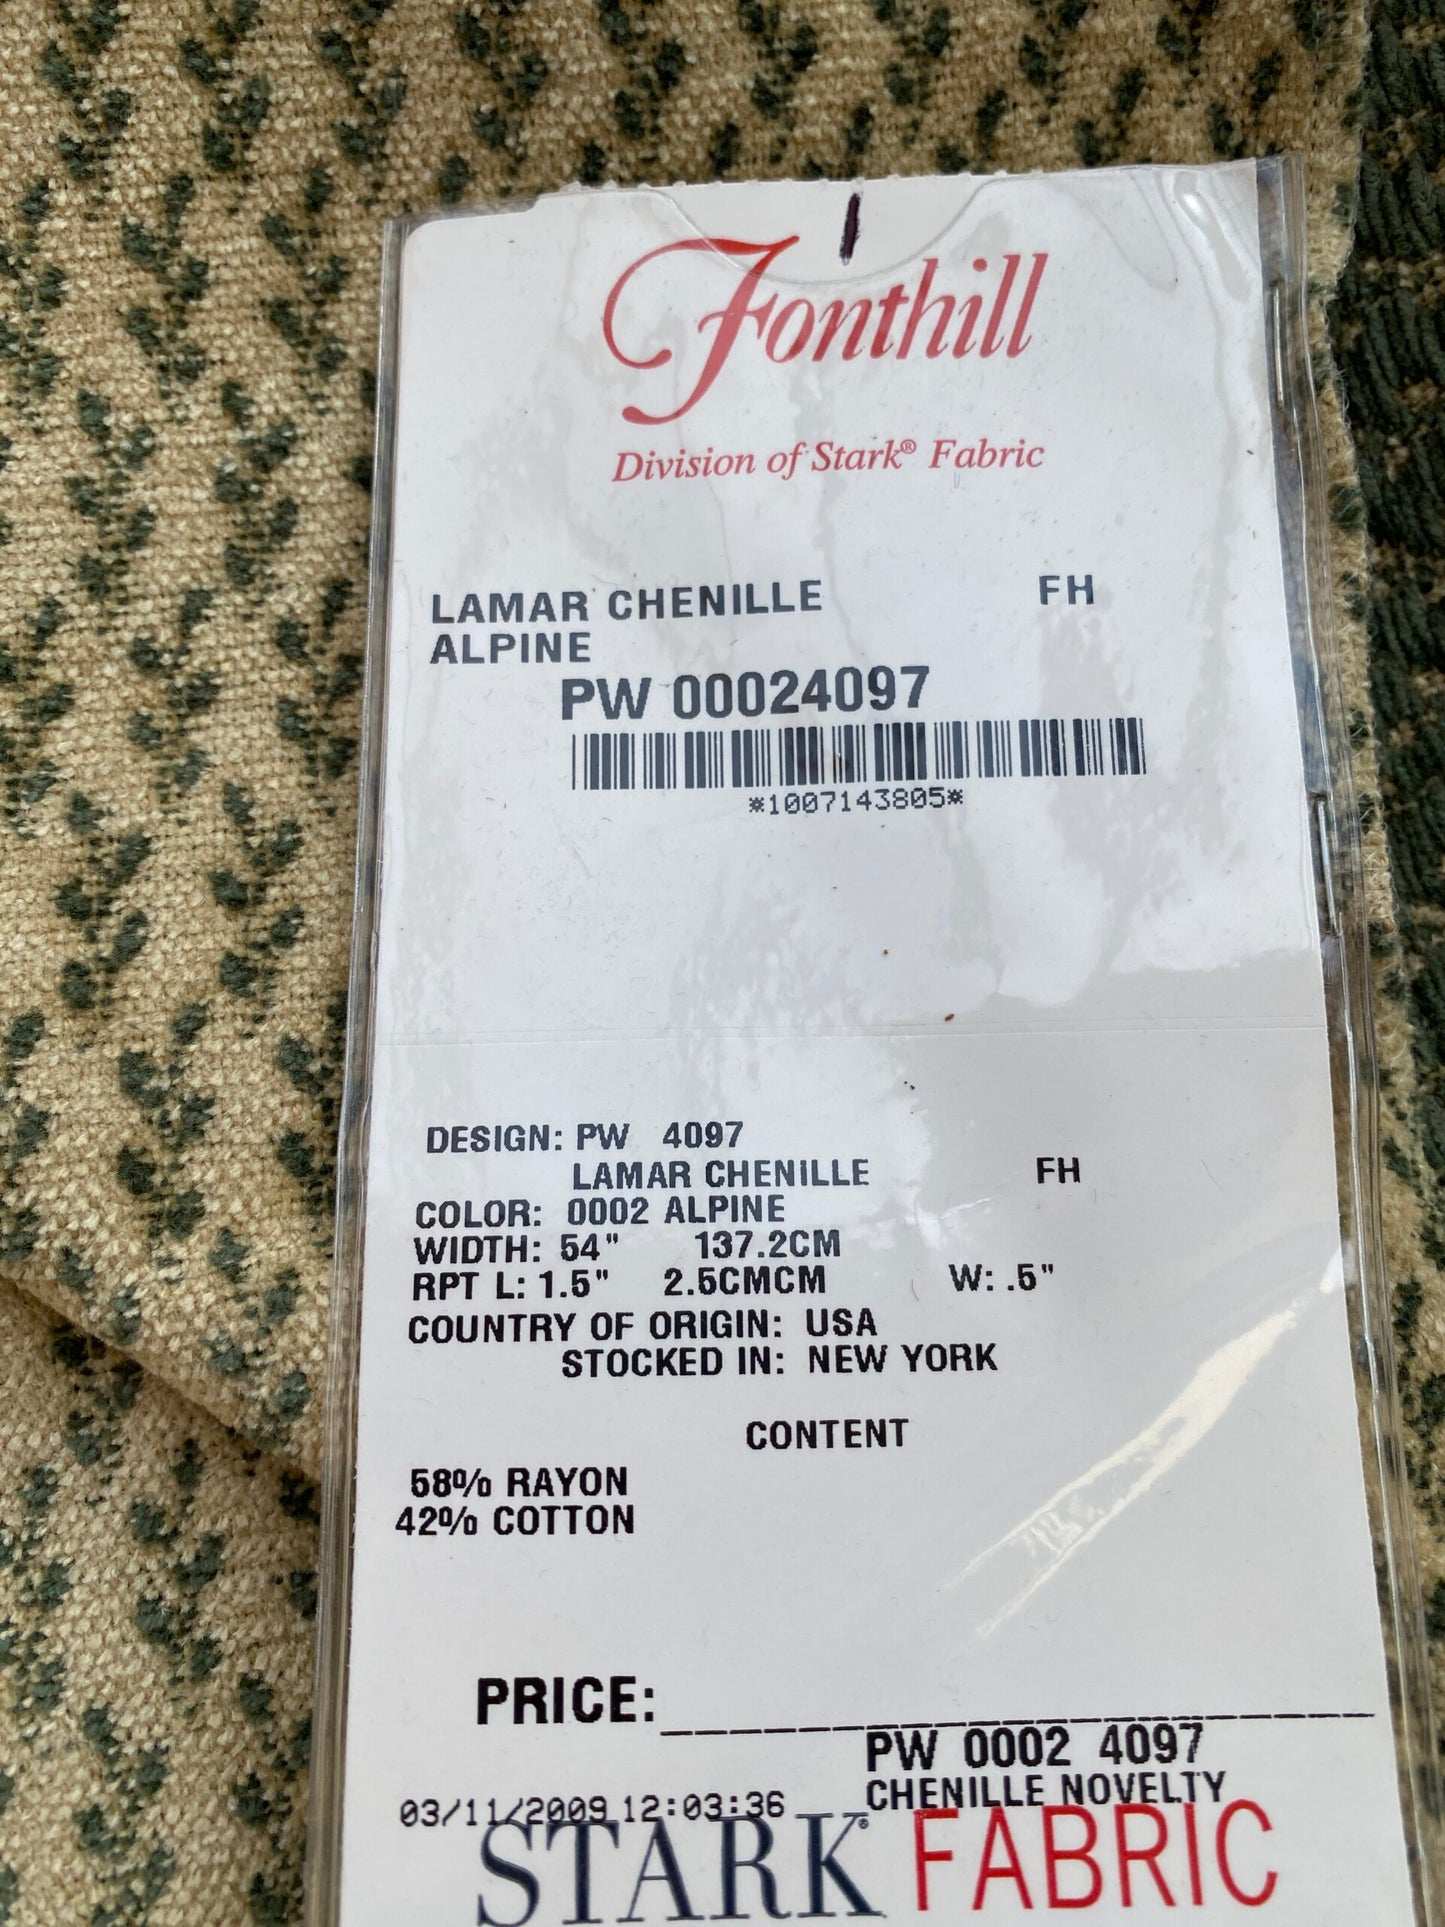 Fonthill
Division of Stark® Fabric
LAMAR CHENILLE FH
ALPINE
PW 00024097
*1007143805*
DESIGN: PW 4097
LAMAR CHENILLE FH
COLOR: 0002 ALPINE
WIDTH: 54" 137.2CM
RPT L: 1.5" 2.5CMCM W: .5"
COUNTRY OF ORIGIN: USA
STOCKED IN: NEW YORK
CONTENT
58% RAYON
42% COTTON
PRICE:
PW 0002 4097
CHENILLE NOVELTY
03/11/2009 12:03:36
STARK® FABRIC